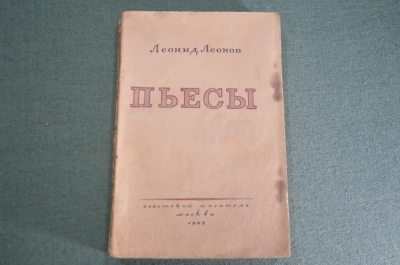 Леонид Леонов
ПЬЕСЫ
советский писатель
москва